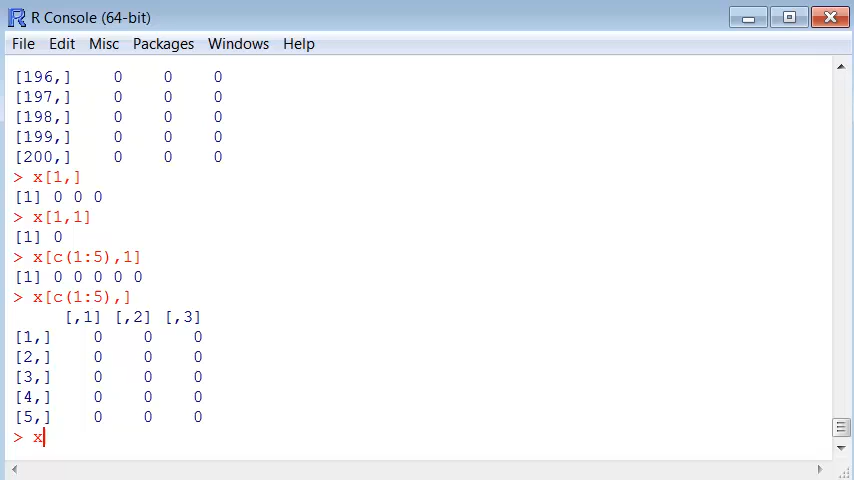 R Console (64-bit)
File Edit Misc Packages Windows Help
[196,] 0 0 0
[197,] 0 0 0
[198,] 0 0 0
[199,] 0 0 0
[200,] 0 0 0
> x[1,]
[1] 0 0 0
> x[1,1]
[1] 0
> x[c(1:5),1]
[1] 0 0 0 0 0
> x[c(1:5),]
[,1] [,2] [,3]
[1,] 0 0 0
[2,] 0 0 0
[3,] 0 0 0
[4,] 0 0 0
[5,] 0 0 0
> x